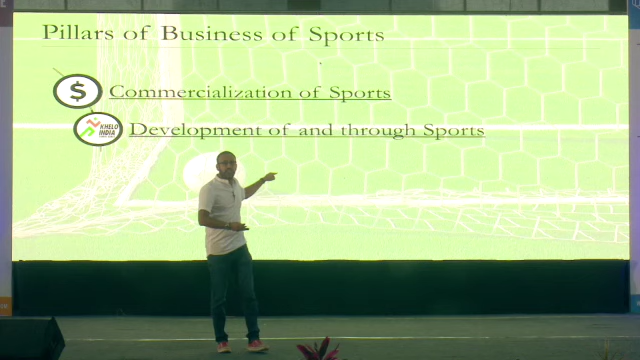 Pillars of Business of Sports
$
Commercialization of Sports
KHELO
INDIA
Development of and through Sports